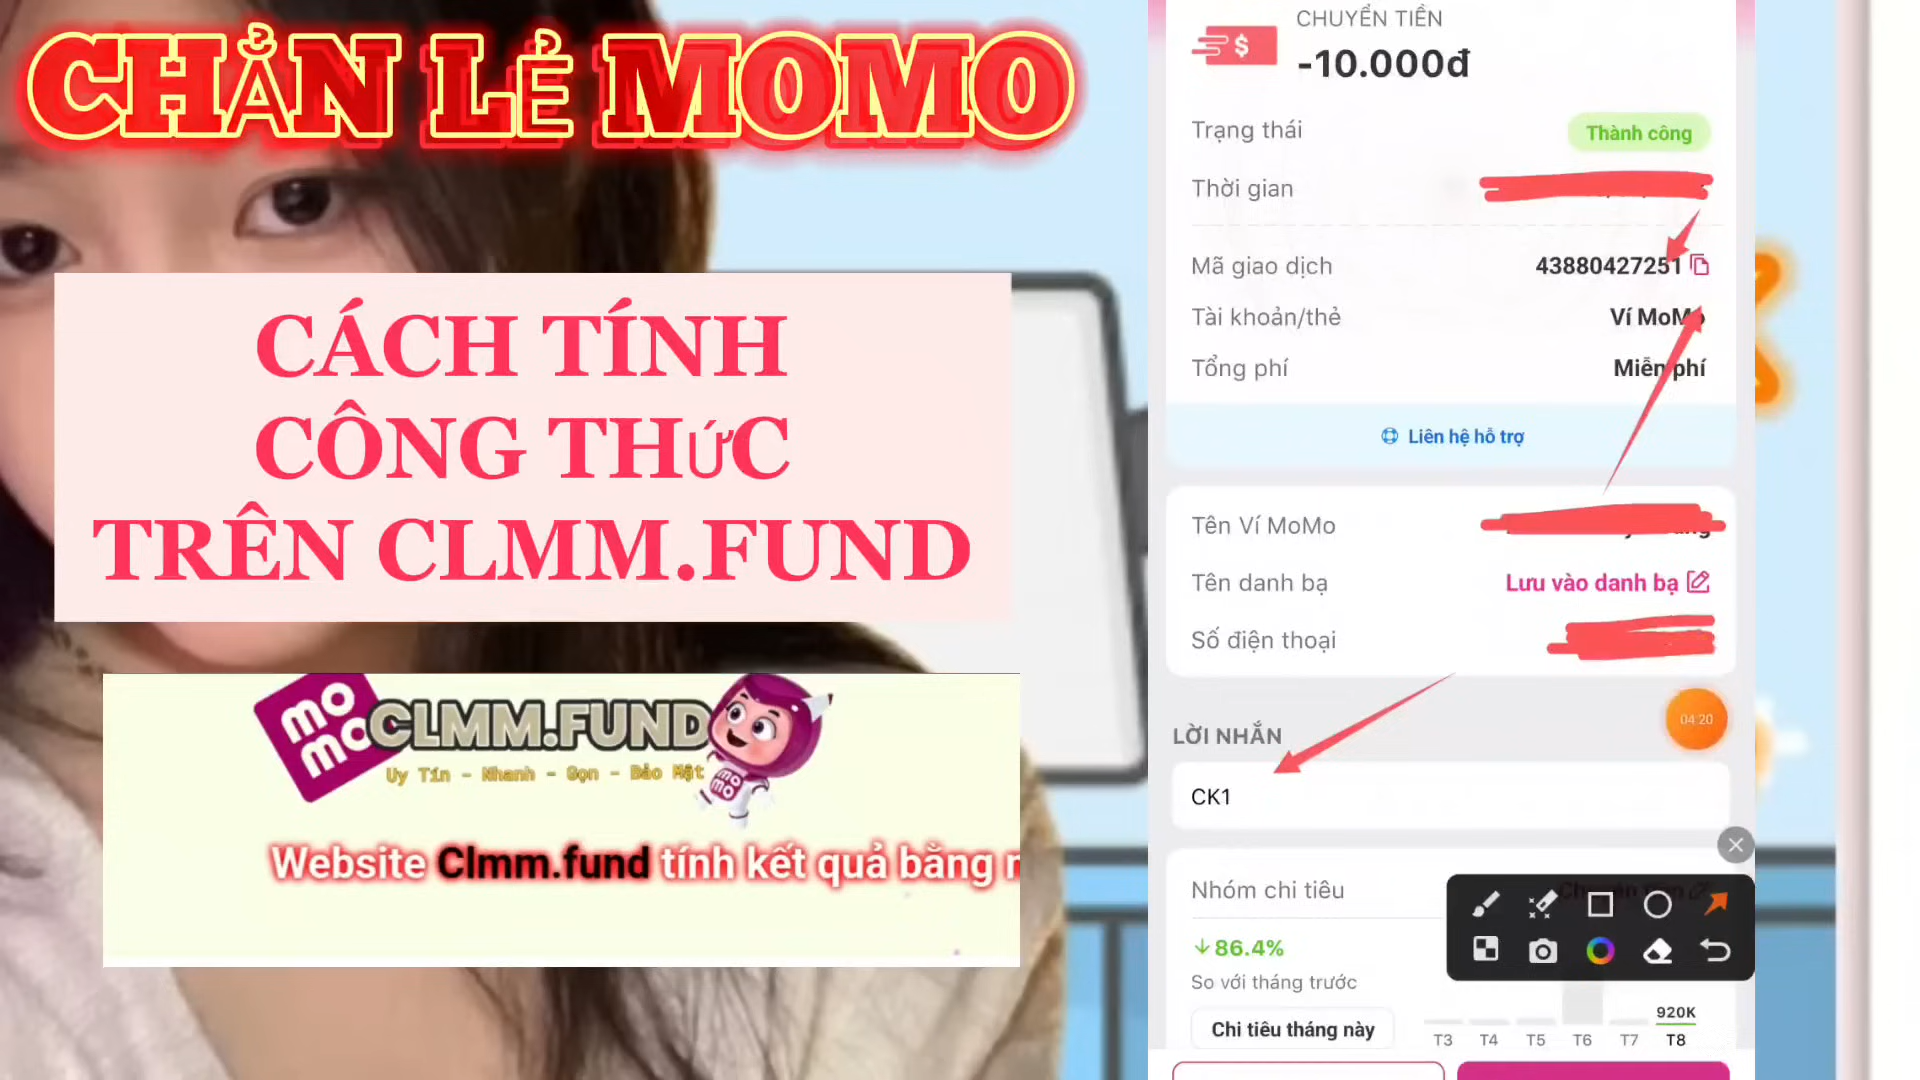 CHẲN LẺ MOMO
CÁCH TÍNH
CÔNG THỨC
TRÊN CLMM.FUND
momo
CLMM.FUND
Uy Tín - Nhanh - Gọn - Bảo Mật
momo
Website Clmm.fund tính kết quả bằng
CHUYỂN TIỀN
-10.000đ
Trạng thái
Thành công
Thời gian
Mã giao dịch
43880427251
Tài khoản/thẻ
Ví MoMo
Tổng phí
Miễn phí
Liên hệ hỗ trợ
Tên Ví MoMo
Tên danh bạ
Lưu vào danh bạ
Số điện thoại
04:20
LỜI NHẮN
CK1
Nhóm chi tiêu
86.4%
So với tháng trước
Chi tiêu tháng này
920K
T3 T4 T5 T6 T7 T8